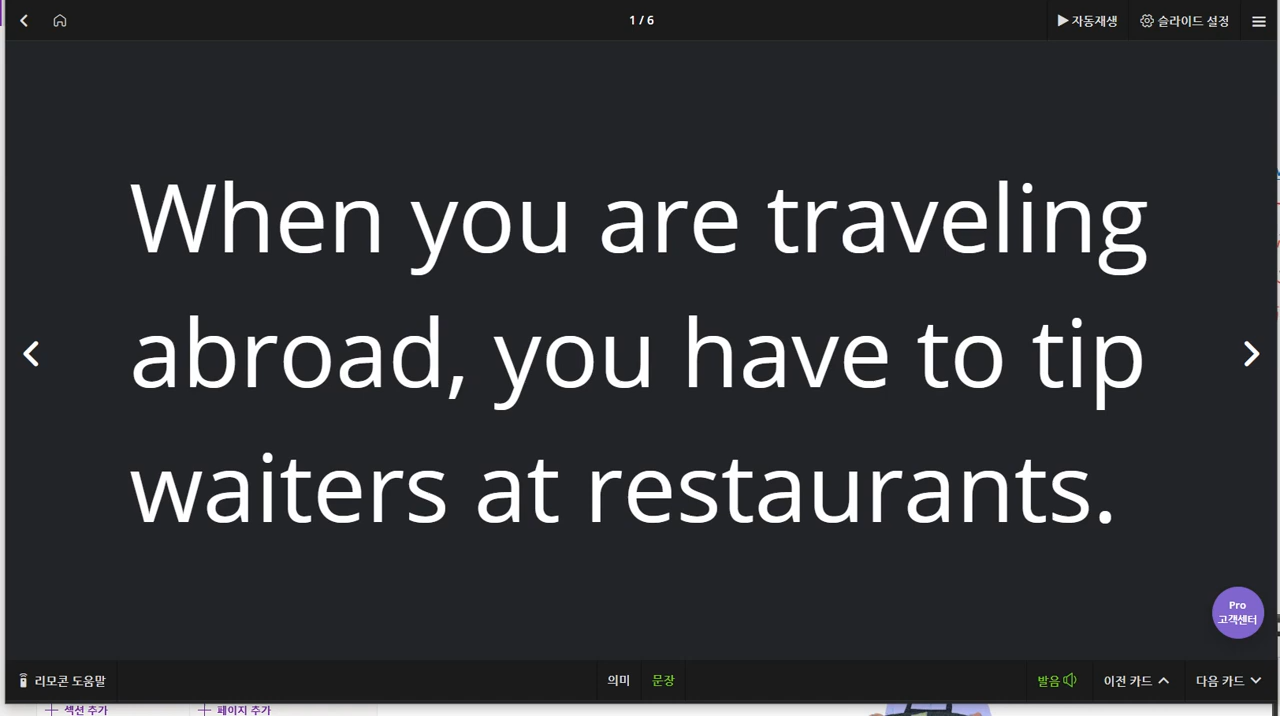 1 / 6
자동재생
슬라이드 설정
When you are traveling
abroad, you have to tip
waiters at restaurants.
Pro
고객센터
리모콘 도움말
의미
문장
발음
이전 카드
다음 카드
섹션 추가
페이지 추가